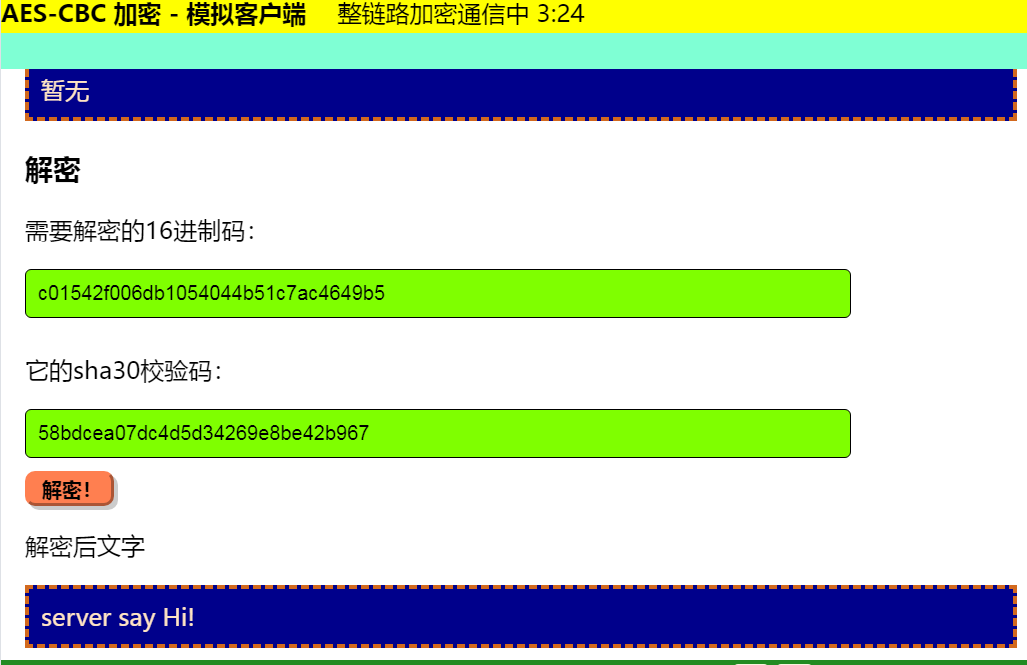 AES-CBC 加密 - 模拟客户端 整链路加密通信中 3:24
暂无
解密
需要解密的16进制码：
c01542f006db1054044b51c7ac4649b5
它的sha30校验码：
58bdcea07dc4d5d34269e8be42b967
解密！
解密后文字
server say Hi!